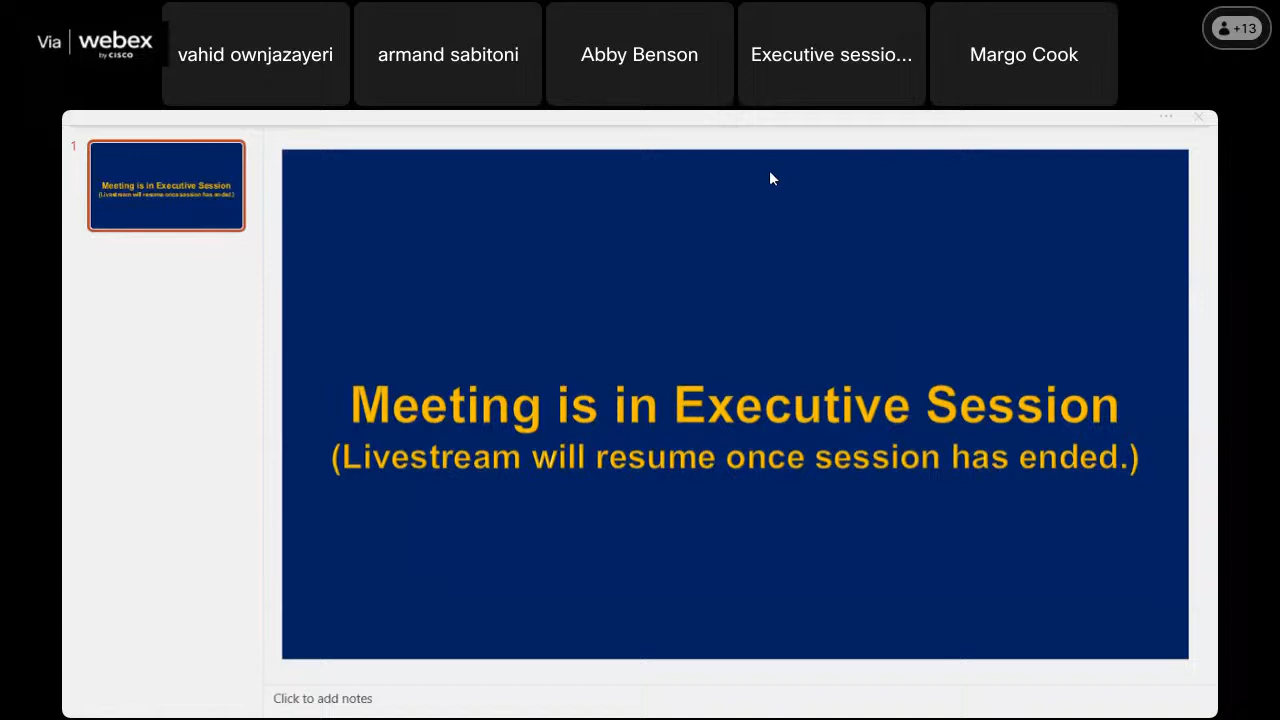 Via webex
by CISCO
vahid ownjazayeri
armand sabitoni
Abby Benson
Executive sessio...
Margo Cook
+13
1
Meeting is in Executive Session
(Livestream will resume once session has ended.)
Meeting is in Executive Session
(Livestream will resume once session has ended.)
Click to add notes